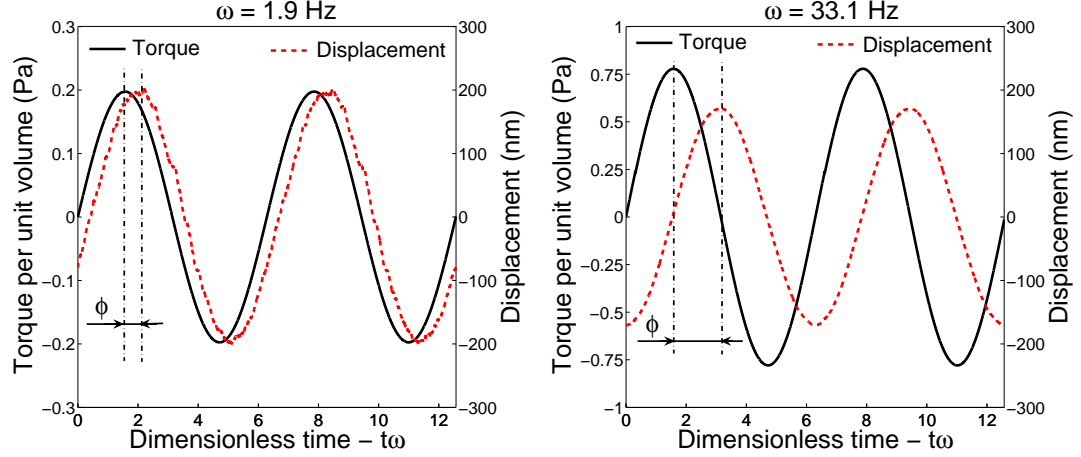 ω = 1.9 Hz
Torque
Displacement
Torque per unit volume (Pa)
0.3
0.2
0.1
0
−0.1
−0.2
−0.3
300
200
100
0
−100
−200
−300
Displacement (nm)
ϕ
0 2 4 6 8 10 12
Dimensionless time − tω
ω = 33.1 Hz
Torque
Displacement
Torque per unit volume (Pa)
1
0.75
0.5
0.25
0
−0.25
−0.5
−0.75
−1
300
200
100
0
−100
−200
−300
Displacement (nm)
ϕ
0 2 4 6 8 10 12
Dimensionless time − tω